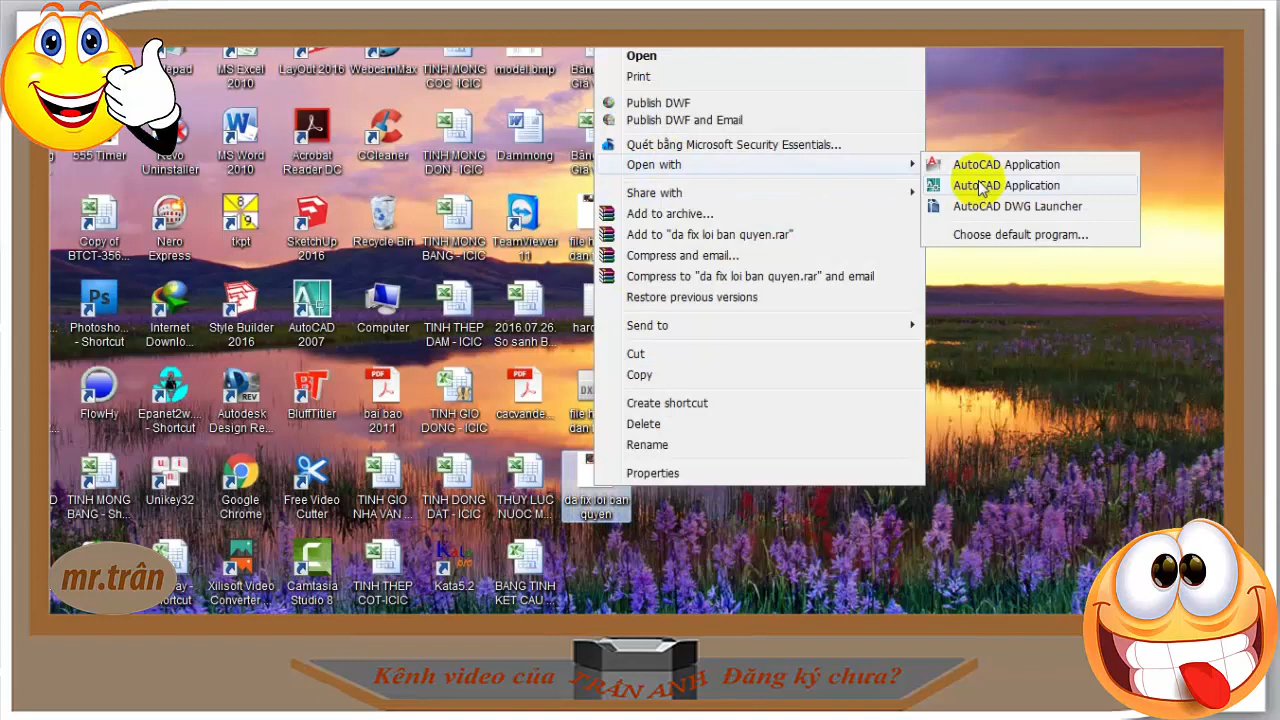 MS Excel
2010
LayOut 2016
WebcamMax
TINH MONG
COC -ICIC
model.bmp
555 Timer
Revo
Uninstaller
MS Word
2010
Acrobat
Reader DC
CCleaner
TINH MONG
DON - ICIC
Dammong
Copy of
BTCT-356...
Nero
Express
tkpt
SketchUp
2016
Recycle Bin
TINH MONG
BANG - ICIC
TeamViewer
11
Photosho...
- Shortcut
Internet
Downlo...
Style Builder
2016
AutoCAD
2007
Computer
TINH THEP
DAM - ICIC
2016.07.26.
So sanh B...
FlowHy
Epanet2w...
- Shortcut
Autodesk
Design Re...
BluffTitler
bai bao
2011
TINH GIO
DONG - ICIC
cacvande...
TINH MONG
BANG - Sh...
Unikey32
Google
Chrome
Free Video
Cutter
TINH GIO
NHA VAN ...
TINH DONG
DAT - ICIC
THUY LUC
NUOC M...
da fix loi ban
quyen
Xilisoft Video
Converter ...
Camtasia
Studio 8
TINH THEP
COT-ICIC
Kata5.2
BANG TINH
KET CAU ...
Open
Print
Publish DWF
Publish DWF and Email
Quét bằng Microsoft Security Essentials...
Open with
Share with
Add to archive...
Add to "da fix loi ban quyen.rar"
Compress and email...
Compress to "da fix loi ban quyen.rar" and email
Restore previous versions
Send to
Cut
Copy
Create shortcut
Delete
Rename
Properties
AutoCAD Application
AutoCAD Application
AutoCAD DWG Launcher
Choose default program...
mr.trân
Kênh video của TRẦN ANH Đăng ký chưa?